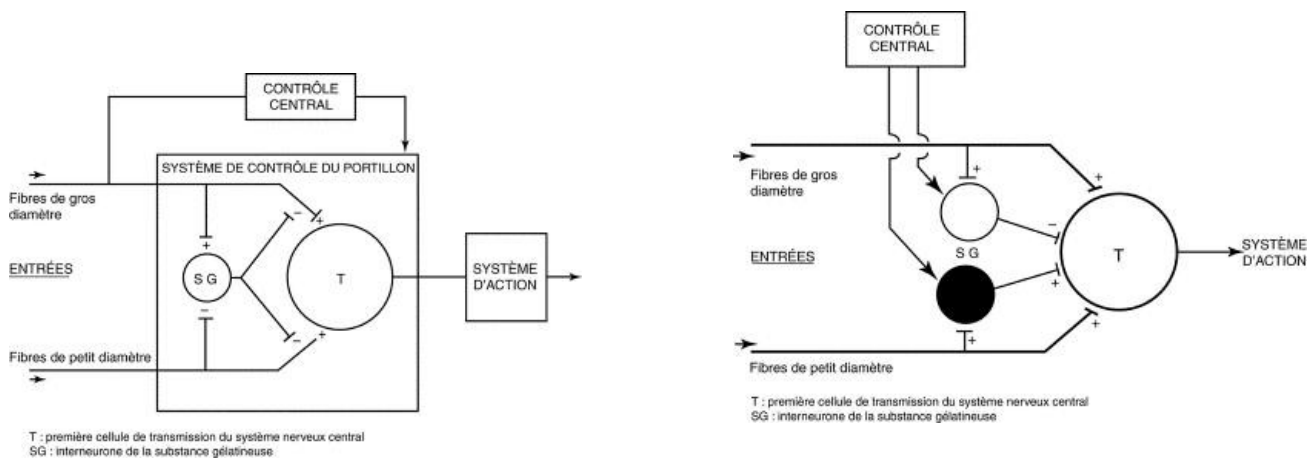 CONTRÔLE
CENTRAL
SYSTÈME DE CONTRÔLE DU PORTILLON
Fibres de gros
diamètre
+
−
+
ENTRÉES
S G
T
SYSTÈME
D'ACTION
−
−
+
Fibres de petit diamètre
T : première cellule de transmission du système nerveux central
SG : interneurone de la substance gélatineuse
CONTRÔLE
CENTRAL
Fibres de gros
diamètre
+
+
−
ENTRÉES
S G
T
SYSTÈME
D'ACTION
+
+
+
Fibres de petit diamètre
T : première cellule de transmission du système nerveux central
SG : interneurone de la substance gélatineuse